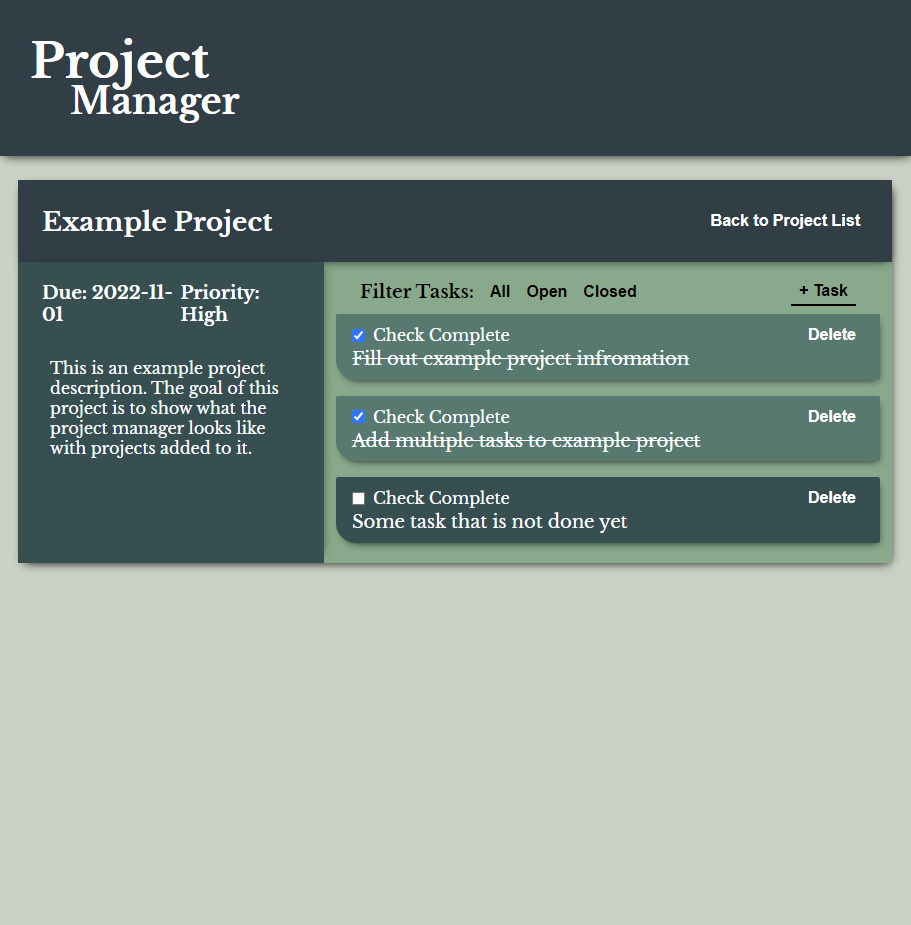 Project
Manager
Example Project
Back to Project List
Due: 2022-11-
01
Priority:
High
This is an example project
description. The goal of this
project is to show what the
project manager looks like
with projects added to it.
Filter Tasks: All Open Closed
+ Task
Check Complete
Delete
Fill out example project infromation
Check Complete
Delete
Add multiple tasks to example project
Check Complete
Delete
Some task that is not done yet